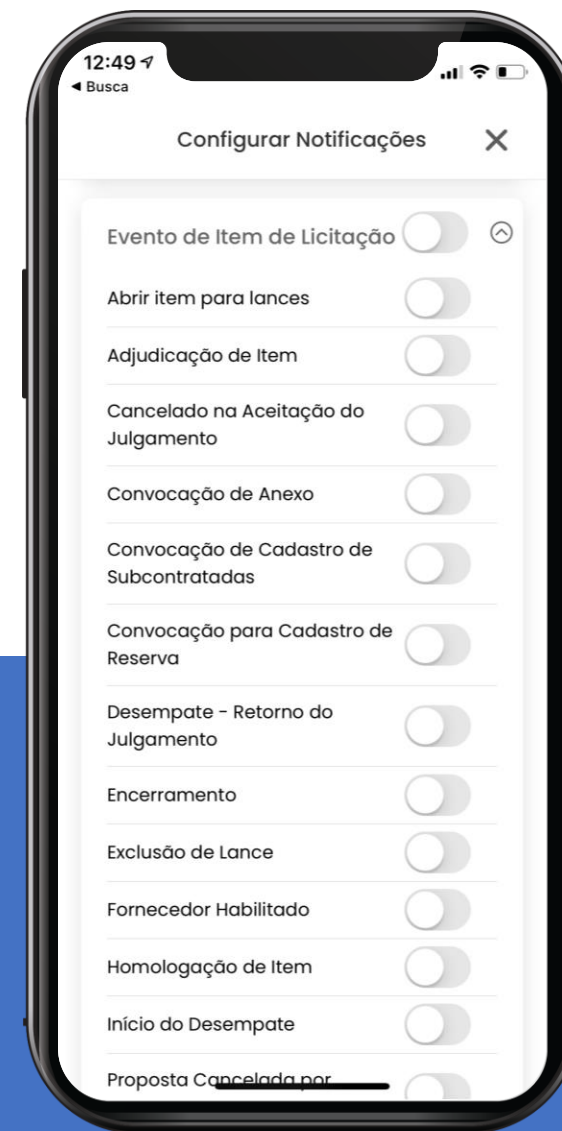 12:49
◀ Busca
Configurar Notificações
Evento de Item de Licitação
Abrir item para lances
Adjudicação de Item
Cancelado na Aceitação do
Julgamento
Convocação de Anexo
Convocação de Cadastro de
Subcontratadas
Convocação para Cadastro de
Reserva
Desempate - Retorno do
Julgamento
Encerramento
Exclusão de Lance
Fornecedor Habilitado
Homologação de Item
Início do Desempate
Proposta Cancelada por